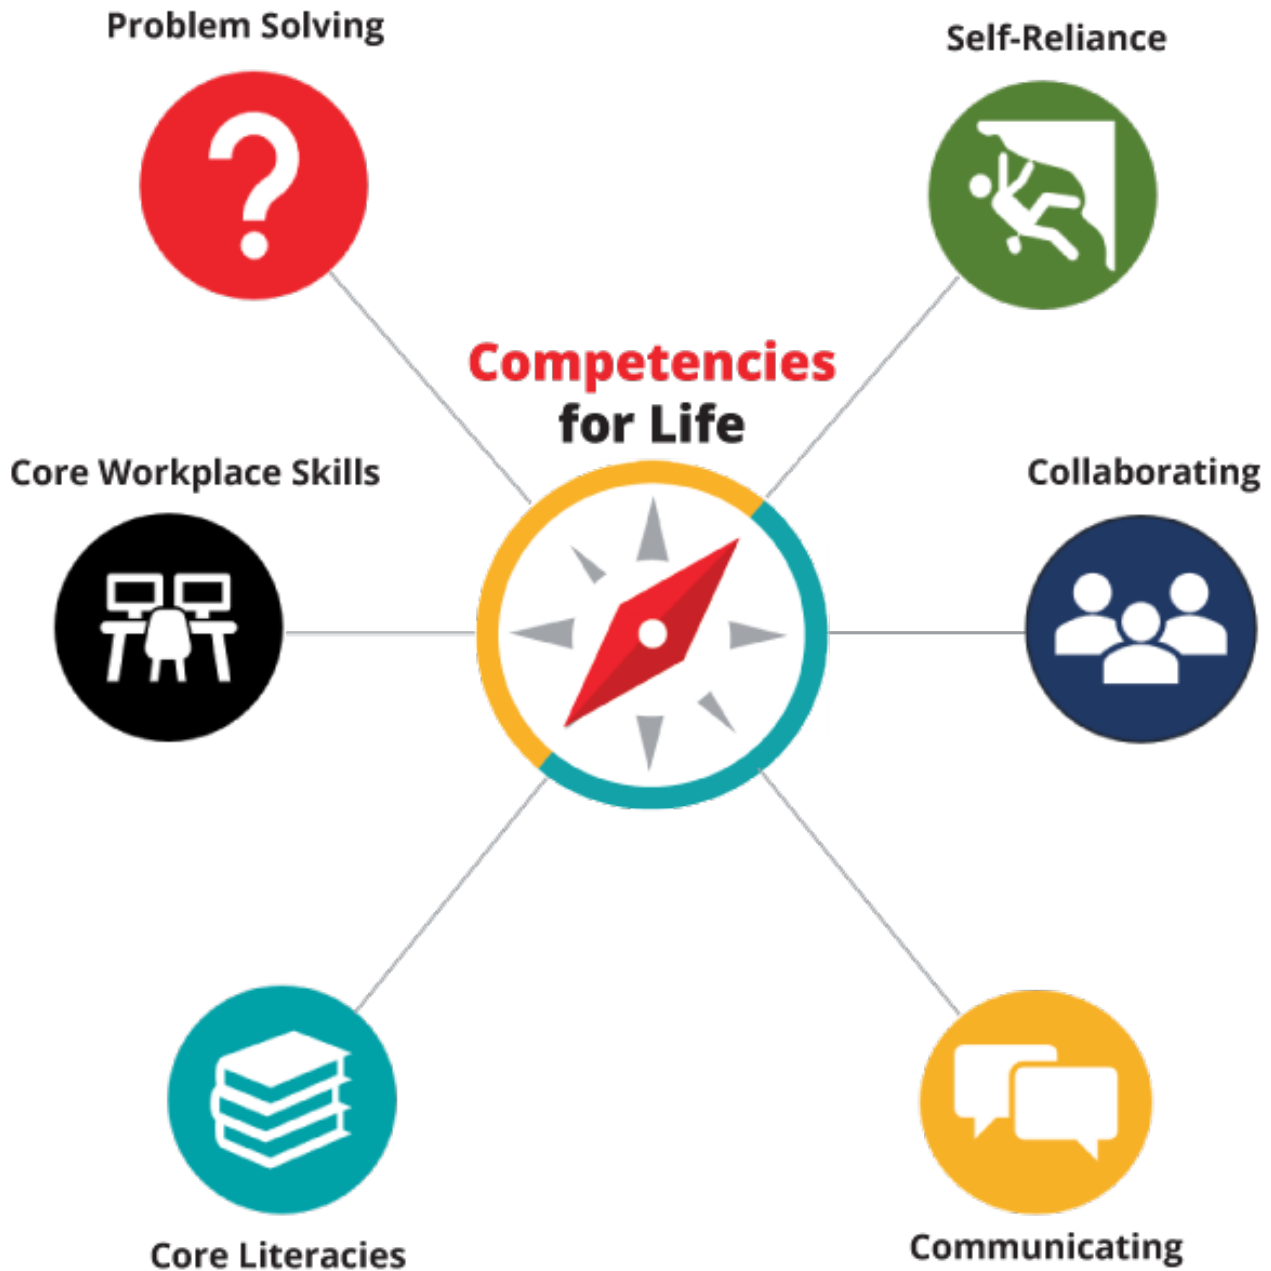 Problem Solving
Self-Reliance
Competencies
for Life
Core Workplace Skills
Collaborating
Core Literacies
Communicating